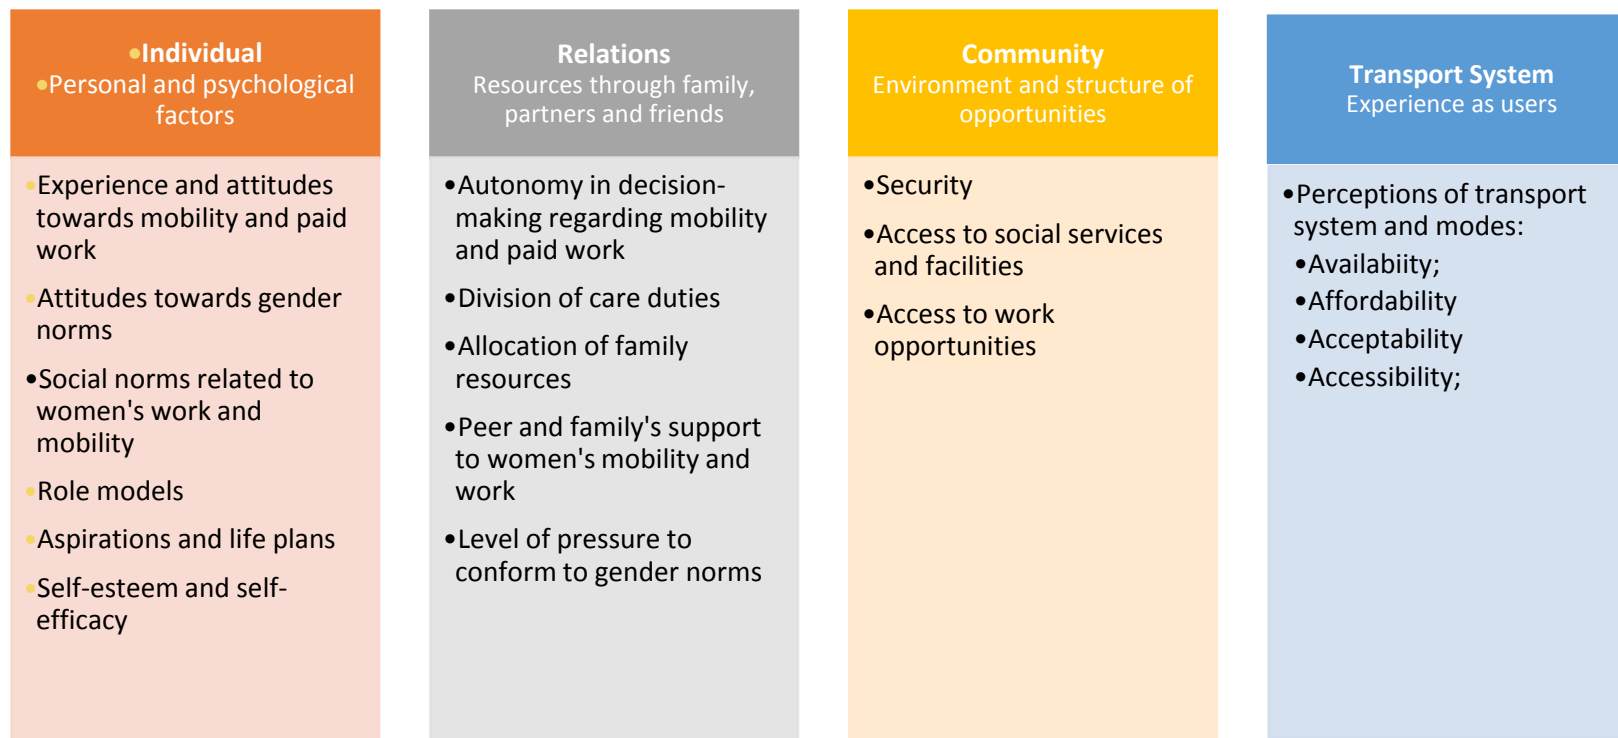 •Individual
•Personal and psychological
factors
•Experience and attitudes
towards mobility and paid
work
•Attitudes towards gender
norms
•Social norms related to
women's work and
mobility
•Role models
•Aspirations and life plans
•Self-esteem and self-
efficacy
Relations
Resources through family,
partners and friends
•Autonomy in decision-
making regarding mobility
and paid work
•Division of care duties
•Allocation of family
resources
•Peer and family's support
to women's mobility and
work
•Level of pressure to
conform to gender norms
Community
Environment and structure of
opportunities
•Security
•Access to social services
and facilities
•Access to work
opportunities
Transport System
Experience as users
•Perceptions of transport
system and modes:
•Availabiity;
•Affordability
•Acceptability
•Accessibility;